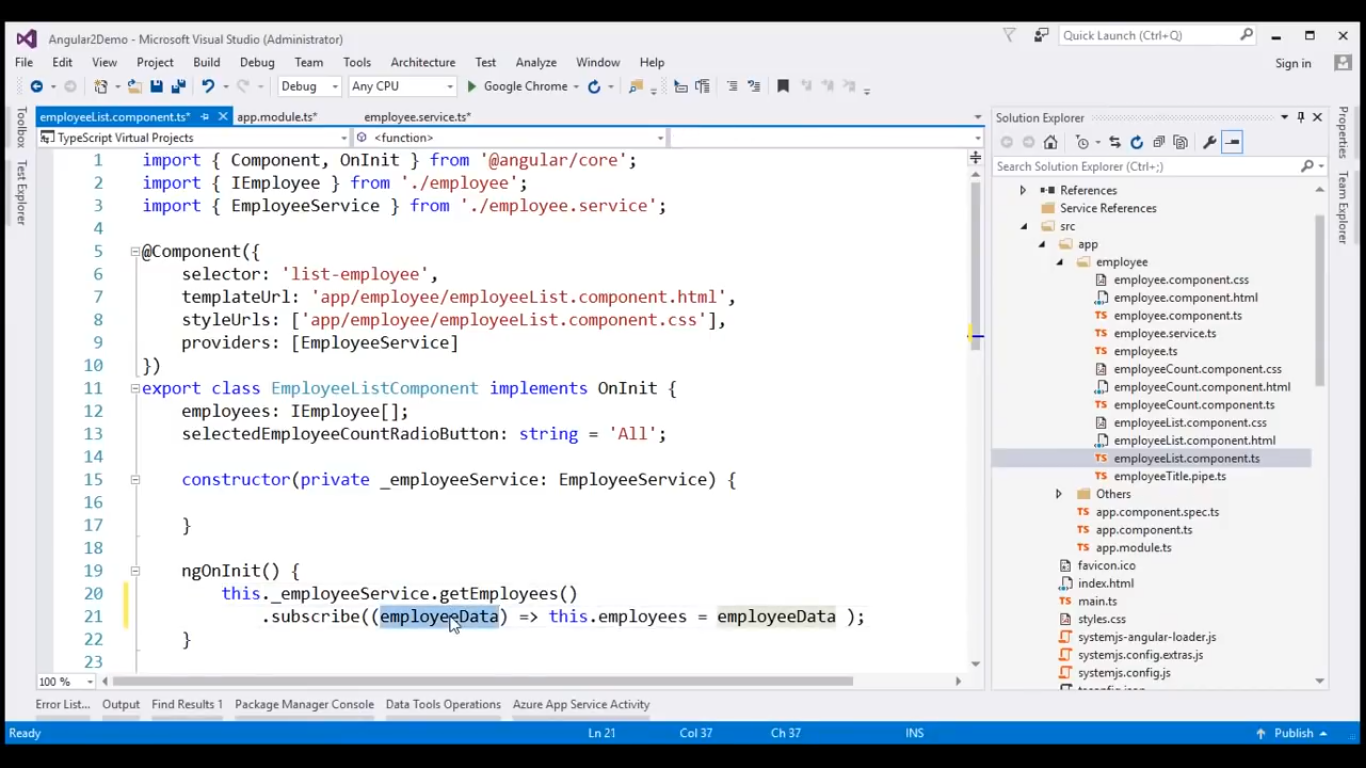 Angular2Demo - Microsoft Visual Studio (Administrator)
Quick Launch (Ctrl+Q)
File Edit View Project Build Debug Team Tools Architecture Test Analyze Window Help
Sign in
Debug Any CPU Google Chrome
employeeList.component.ts* app.module.ts* employee.service.ts*
TypeScript Virtual Projects <function>
Toolbox
Test Explorer
1 import { Component, OnInit } from '@angular/core';
2 import { IEmployee } from './employee';
3 import { EmployeeService } from './employee.service';
4
5 @Component({
6 selector: 'list-employee',
7 templateUrl: 'app/employee/employeeList.component.html',
8 styleUrls: ['app/employee/employeeList.component.css'],
9 providers: [EmployeeService]
10 })
11 export class EmployeeListComponent implements OnInit {
12 employees: IEmployee[];
13 selectedEmployeeCountRadioButton: string = 'All';
14
15 constructor(private _employeeService: EmployeeService) {
16
17 }
18
19 ngOnInit() {
20 this._employeeService.getEmployees()
21 .subscribe((employeeData) => this.employees = employeeData );
22 }
23
100 %
Solution Explorer
Search Solution Explorer (Ctrl+;)
References
Service References
src
app
employee
employee.component.css
employee.component.html
employee.component.ts
employee.service.ts
employee.ts
employeeCount.component.css
employeeCount.component.html
employeeCount.component.ts
employeeList.component.css
employeeList.component.html
employeeList.component.ts
employeeTitle.pipe.ts
Others
app.component.spec.ts
app.component.ts
app.module.ts
favicon.ico
index.html
main.ts
styles.css
systemjs-angular-loader.js
systemjs.config.extras.js
systemjs.config.js
Properties
Team Explorer
Error List... Output Find Results 1 Package Manager Console Data Tools Operations Azure App Service Activity
Ready Ln 21 Col 37 Ch 37 INS Publish